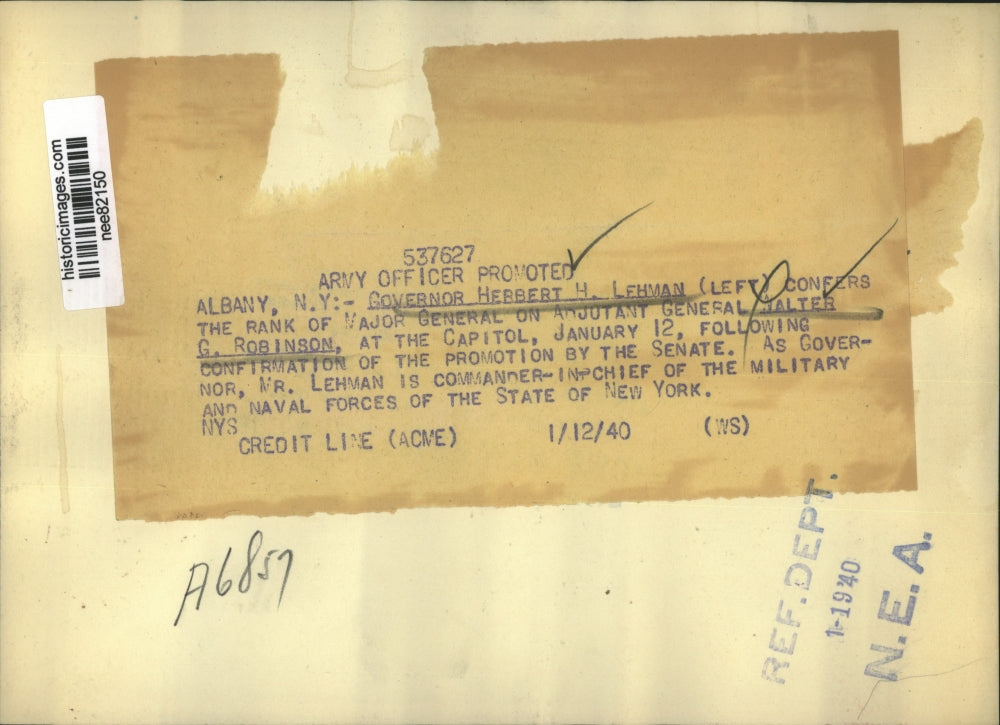 historicimages.com
nee82150
537627
ARMY OFFICER PROMOTED
ALBANY, N.Y:- GOVERNOR HERBERT H. LEHMAN (LEFT) CONFERS
THE RANK OF MAJOR GENERAL ON ADJUTANT GENERAL WALTER
G. ROBINSON, AT THE CAPITOL, JANUARY 12, FOLLOWING
CONFIRMATION OF THE PROMOTION BY THE SENATE. AS GOVER-
NOR, MR. LEHMAN IS COMMANDER-IN-CHIEF OF THE MILITARY
AND NAVAL FORCES OF THE STATE OF NEW YORK.
NYS
CREDIT LINE (ACME) 1/12/40 (WS)
A6857
REF. DEPT.
1-19 40
N.E.A.